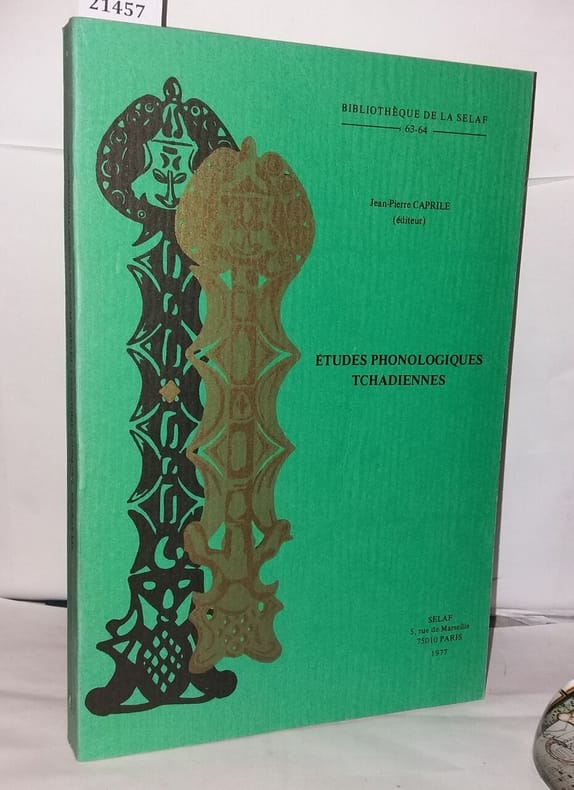 21457
BIBLIOTHÈQUE DE LA SELAF
63-64
Jean-Pierre CAPRILE
(éditeur)
ÉTUDES PHONOLOGIQUES
TCHADIENNES
SELAF
5, rue de Marseille
75010 PARIS
1977